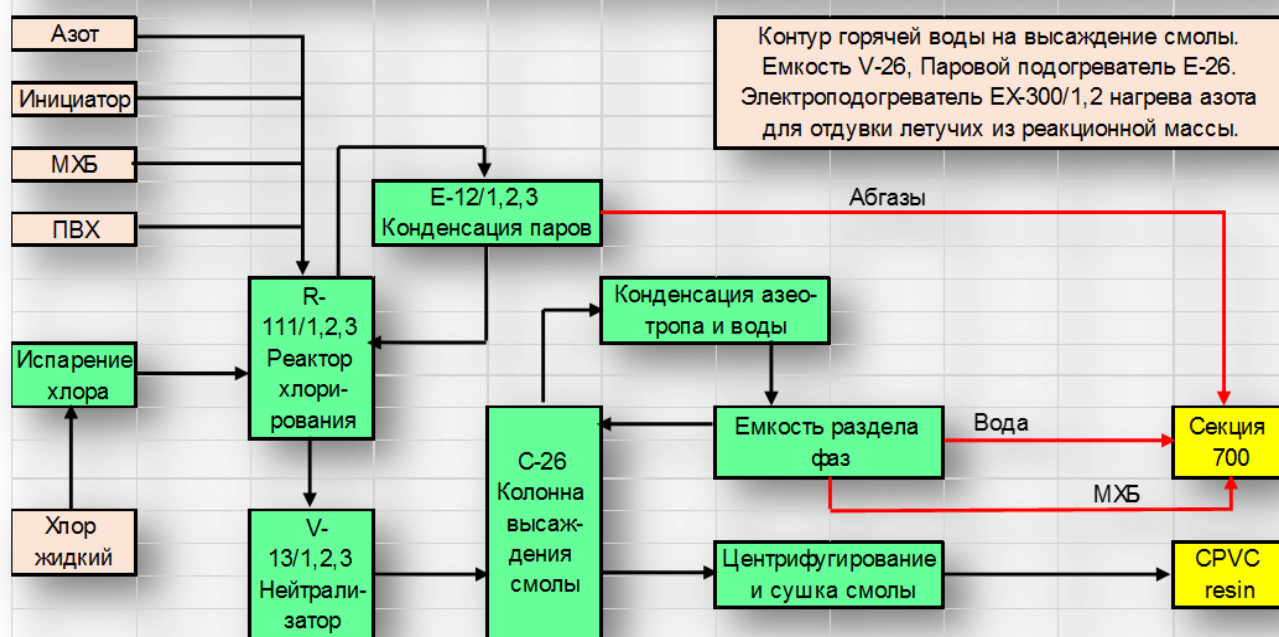 Азот
Инициатор
МХБ
ПВХ
Контур горячей воды на высаждение смолы.
Емкость V-26, Паровой подогреватель Е-26.
Электроподогреватель ЕХ-300/1,2 нагрева азота
для отдувки летучих из реакционной массы.
Е-12/1,2,3
Конденсация паров
Абгазы
R-
111/1,2,3
Реактор
хлори-
рования
Конденсация азео-
тропа и воды
Испарение
хлора
С-26
Колонна
высаж-
дения
смолы
Емкость раздела
фаз
Вода
Секция
700
МХБ
Хлор
жидкий
V-
13/1,2,3
Нейтрали-
затор
Центрифугирование
и сушка смолы
CPVC
resin